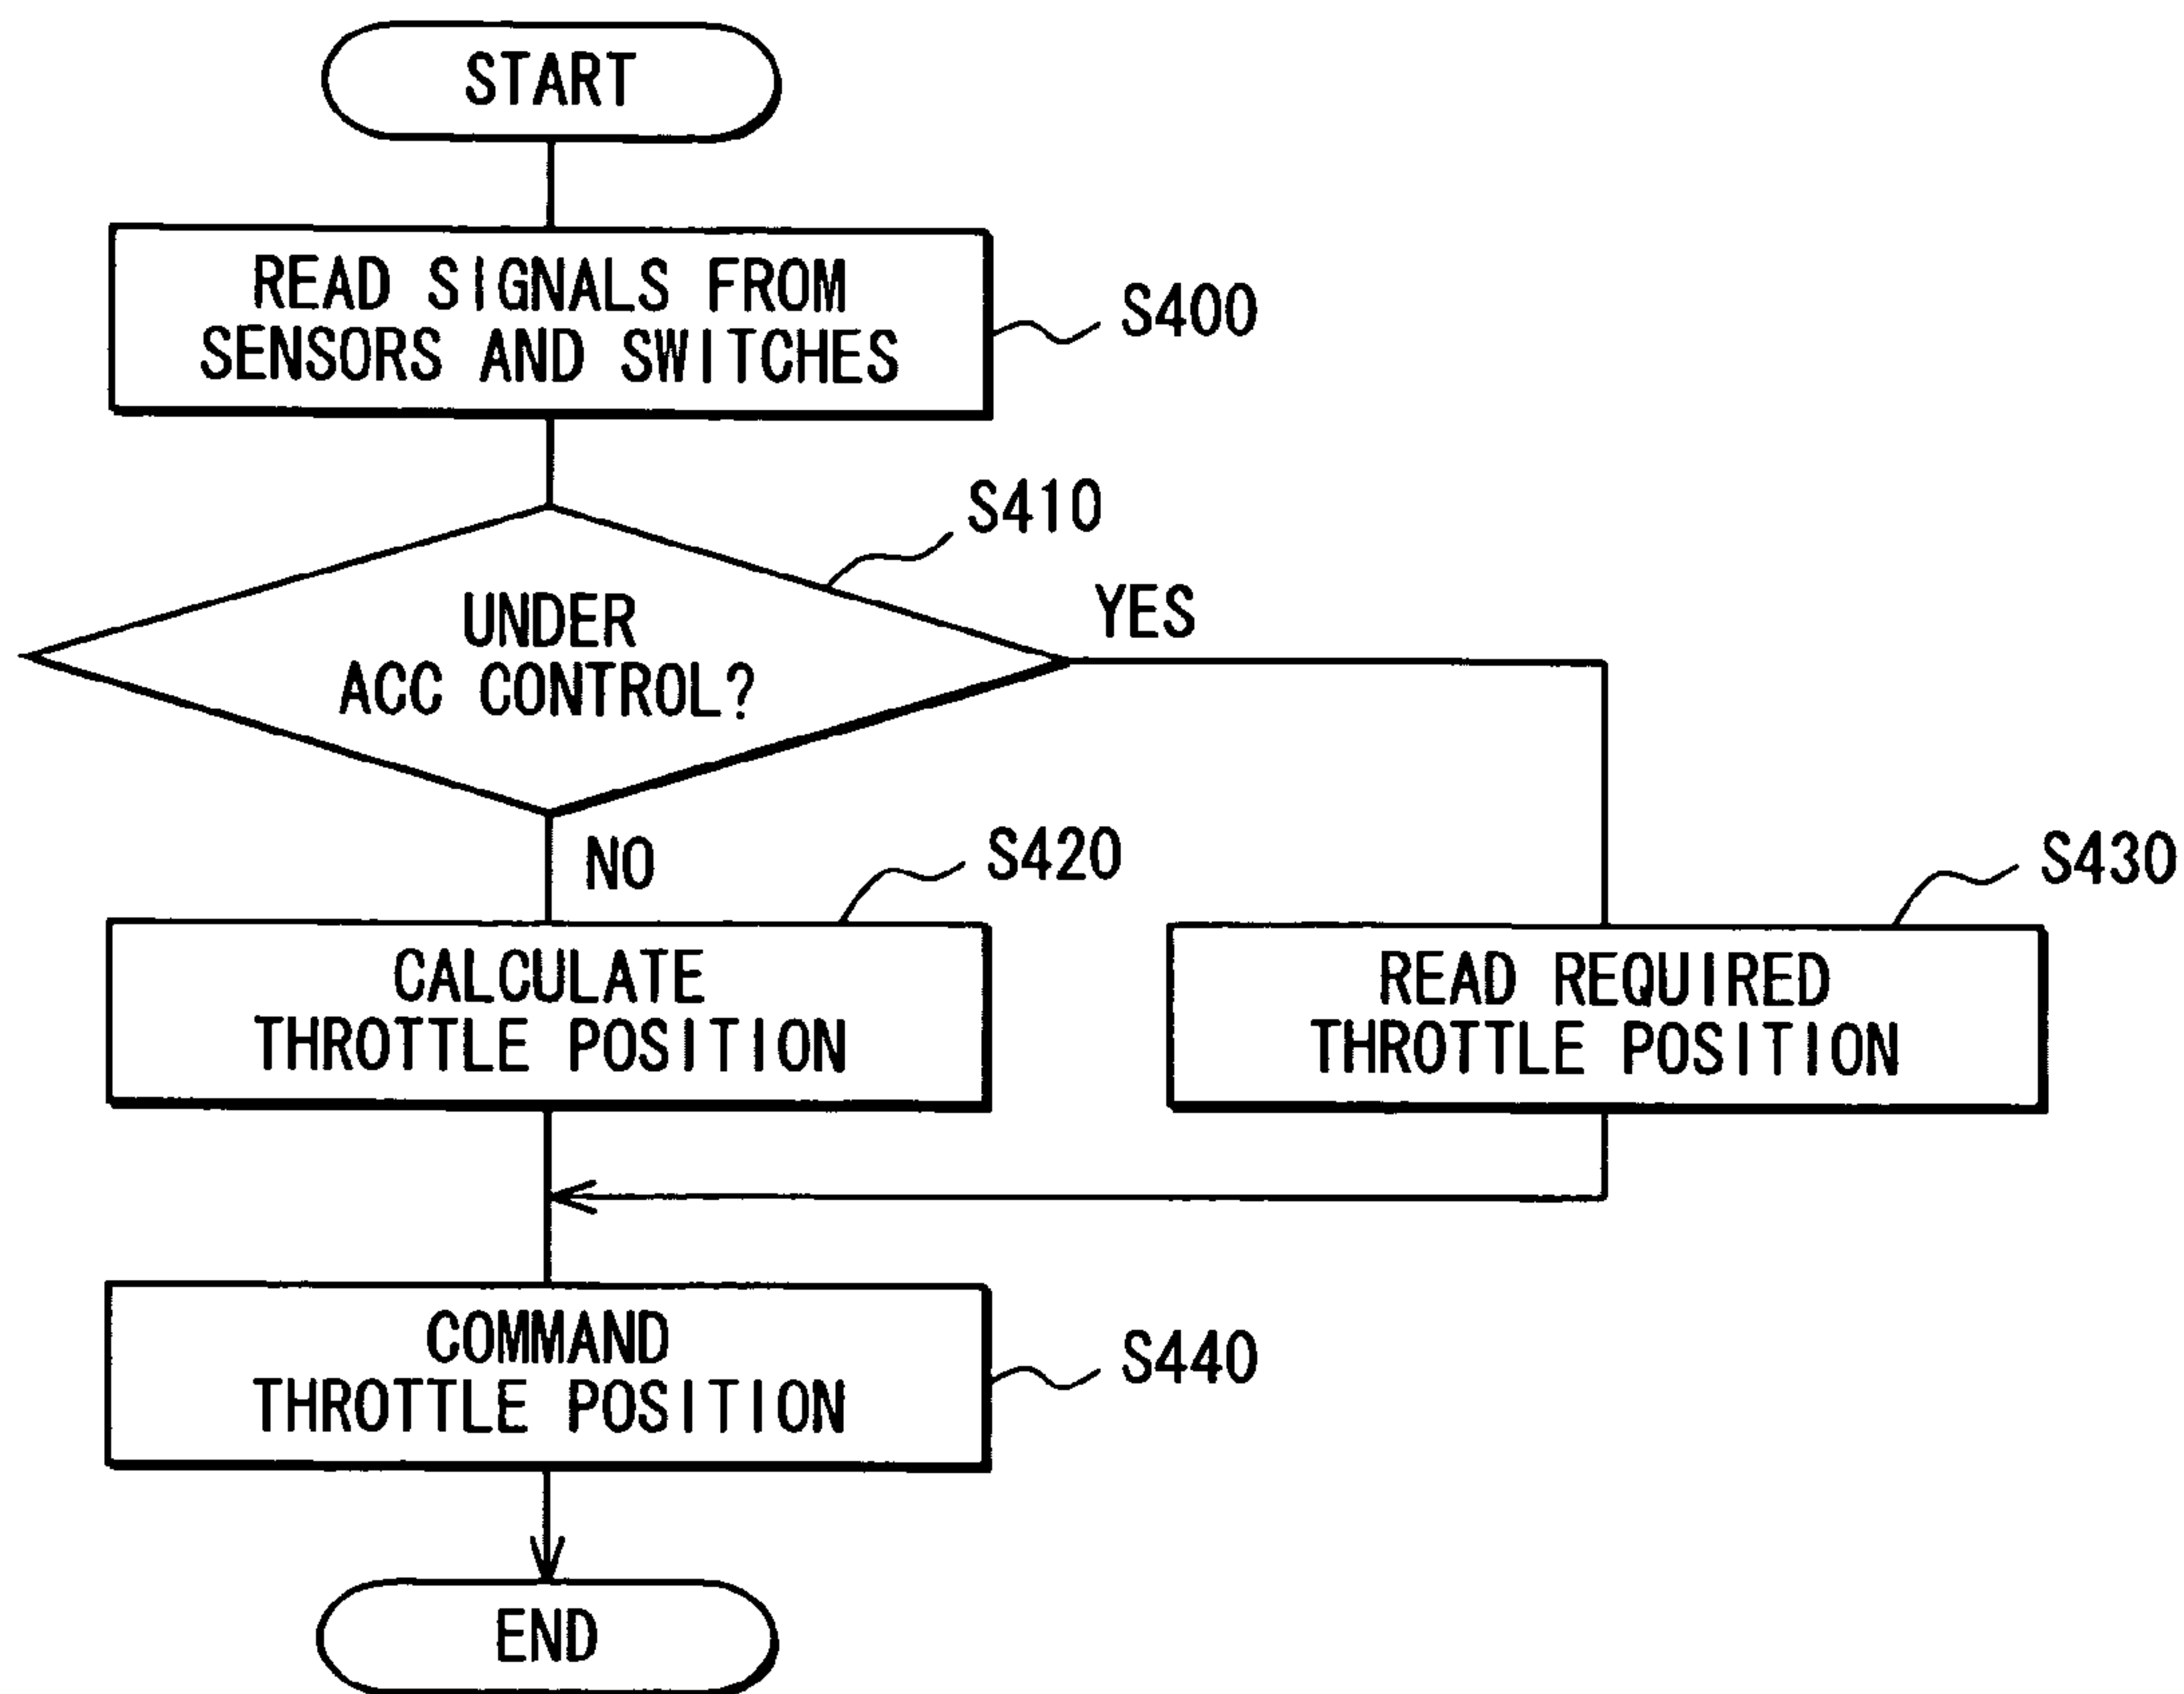 START
READ SIGNALS FROM
SENSORS AND SWITCHES
S400
S410
UNDER
ACC CONTROL?
YES
NO
S420
S430
CALCULATE
THROTTLE POSITION
READ REQUIRED
THROTTLE POSITION
COMMAND
THROTTLE POSITION
S440
END